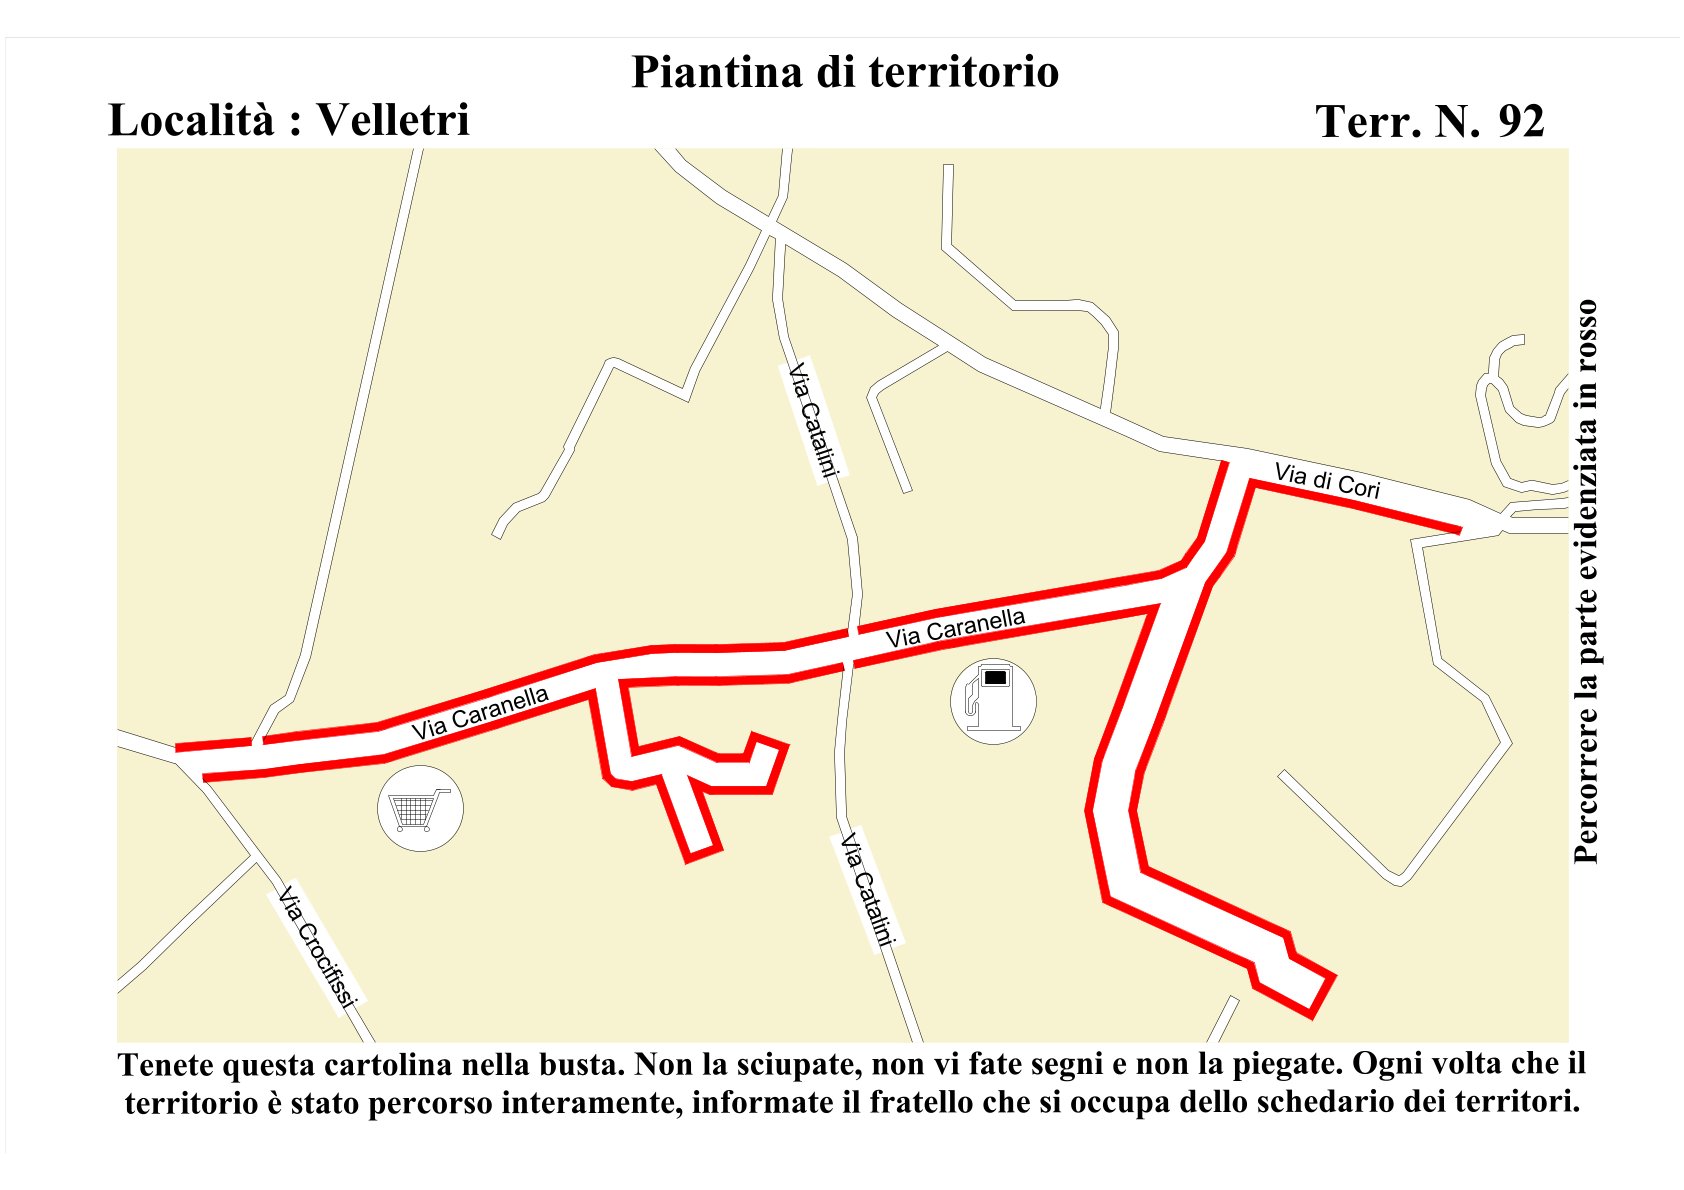 Piantina di territorio
Località : Velletri
Terr. N. 92
Via Catalini
Via di Cori
Via Caranella
Via Caranella
Via Catalini
Via Crocifissi
Percorrere la parte evidenziata in rosso
Tenete questa cartolina nella busta. Non la sciupate, non vi fate segni e non la piegate. Ogni volta che il
territorio è stato percorso interamente, informate il fratello che si occupa dello schedario dei territori.